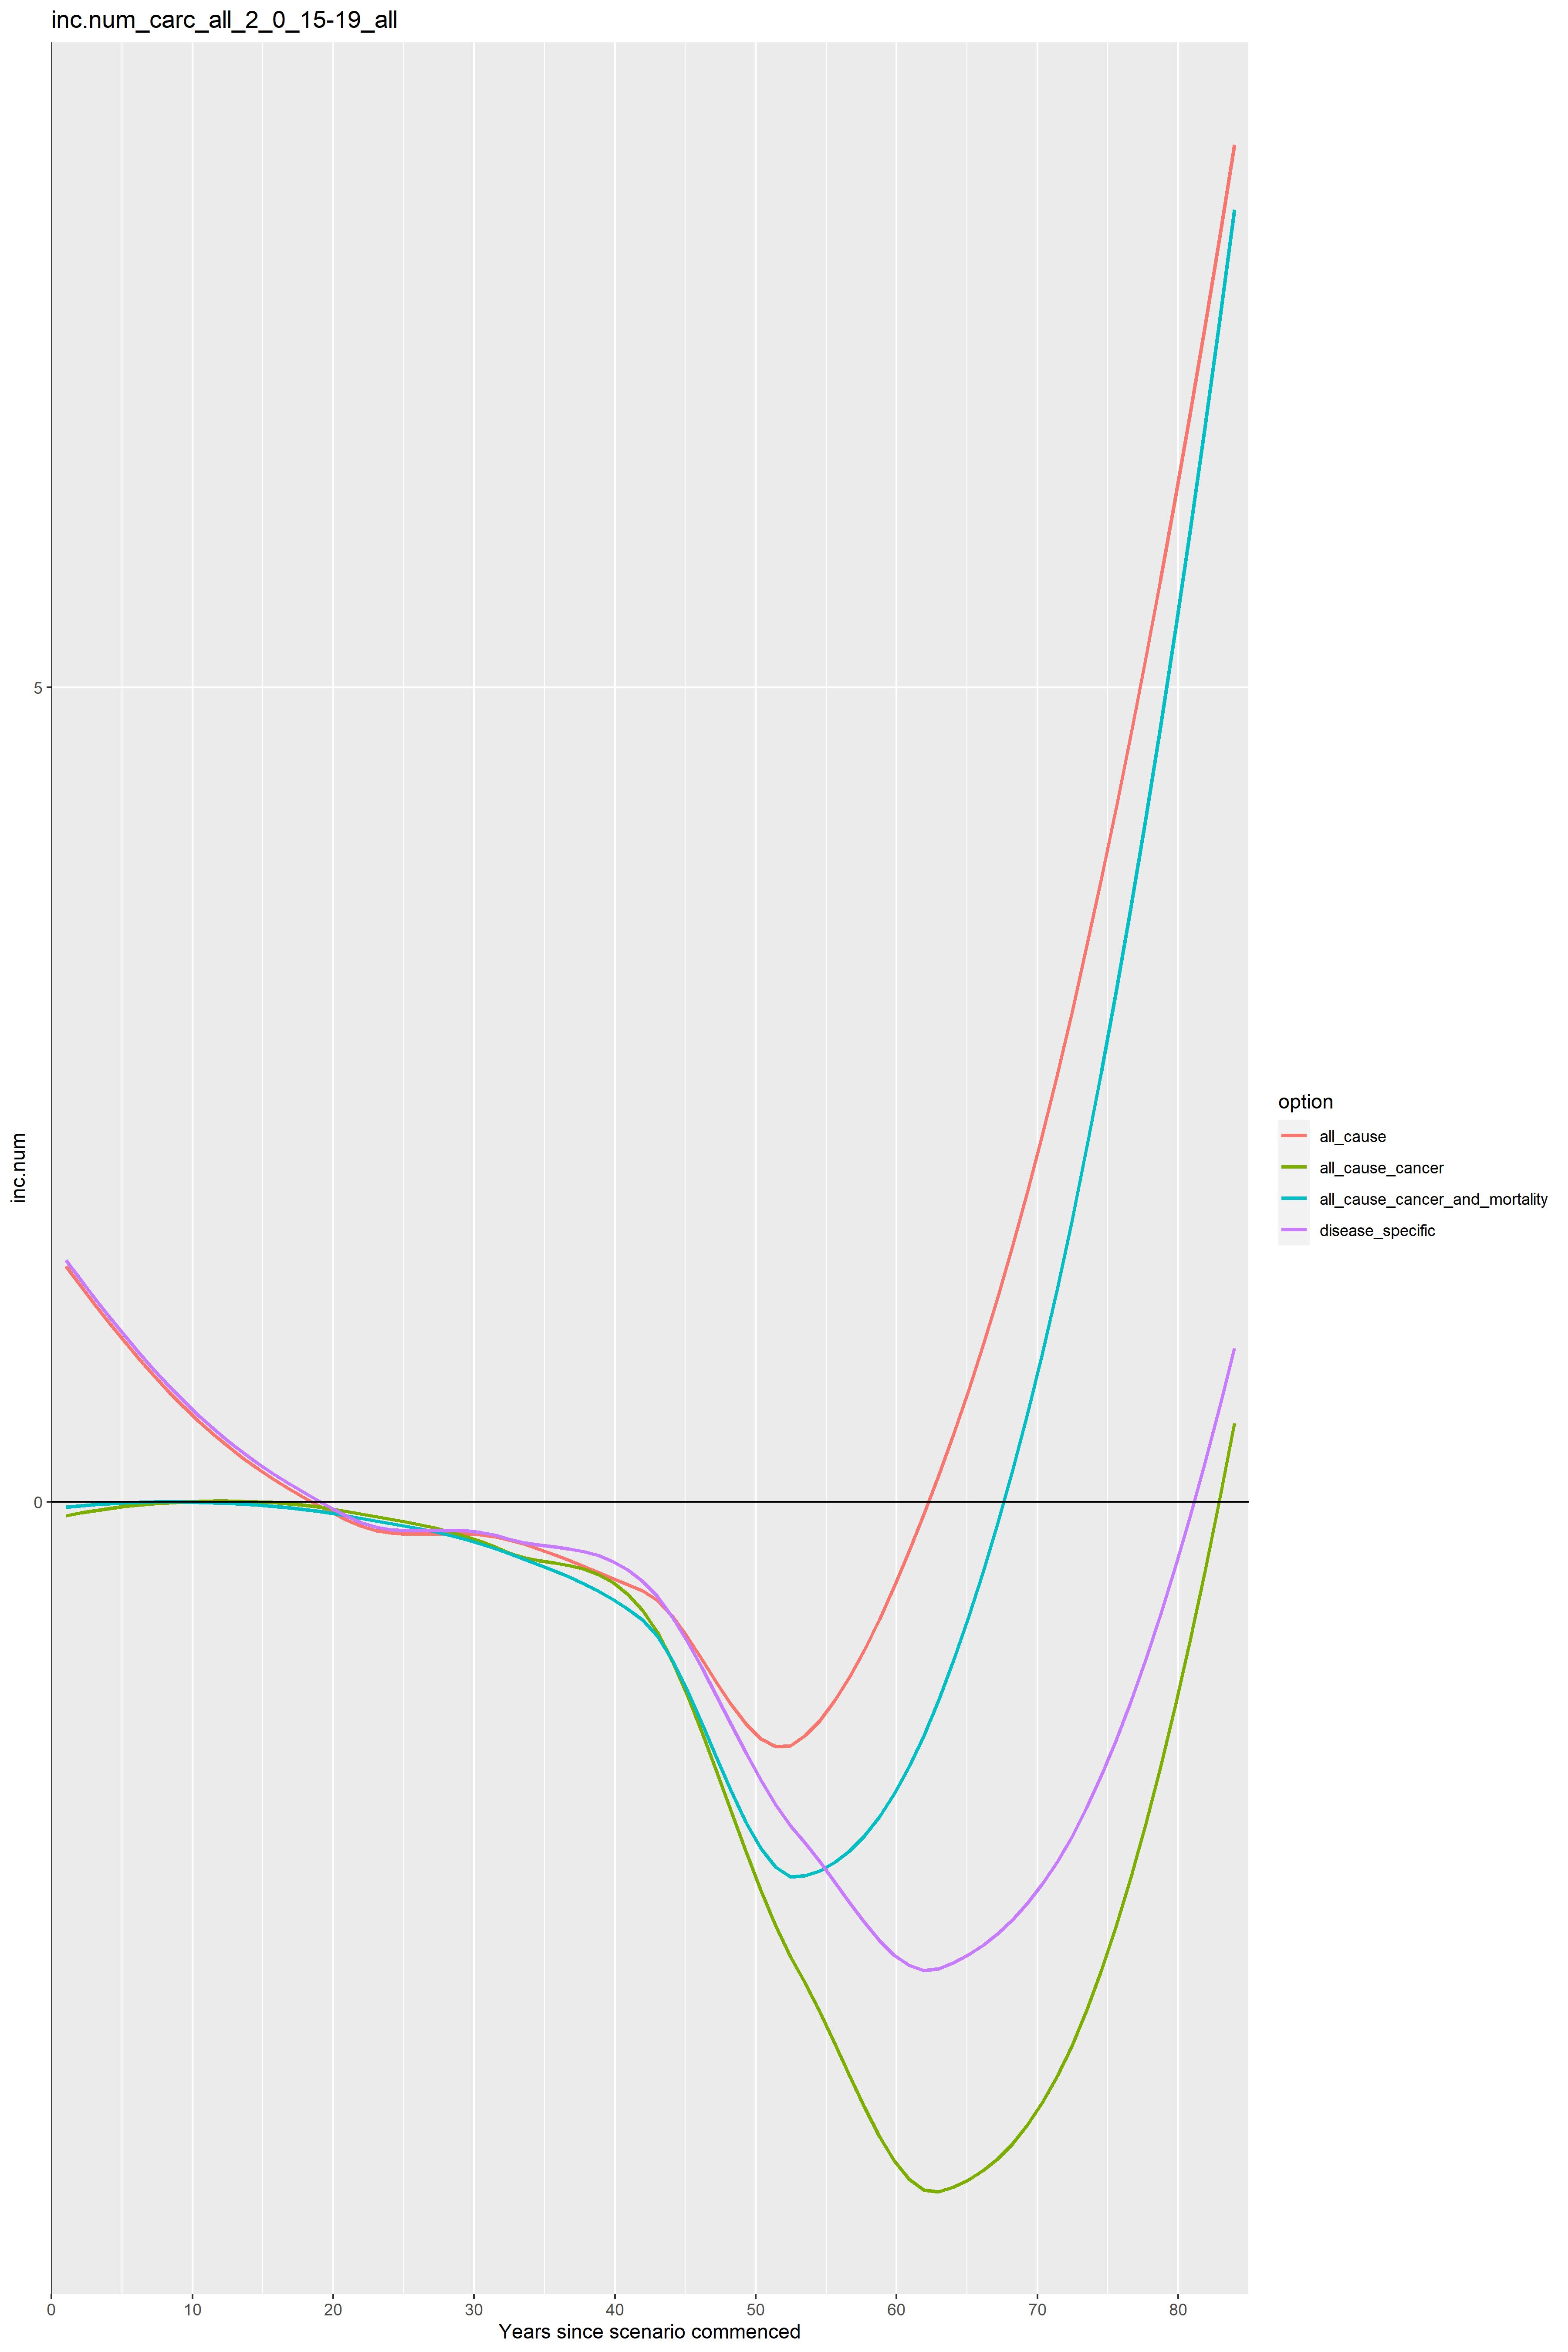 inc.num_carc_all_2_0_15-19_all
5
0
inc.num
0 10 20 30 40 50 60 70 80
Years since scenario commenced
option
all_cause
all_cause_cancer
all_cause_cancer_and_mortality
disease_specific